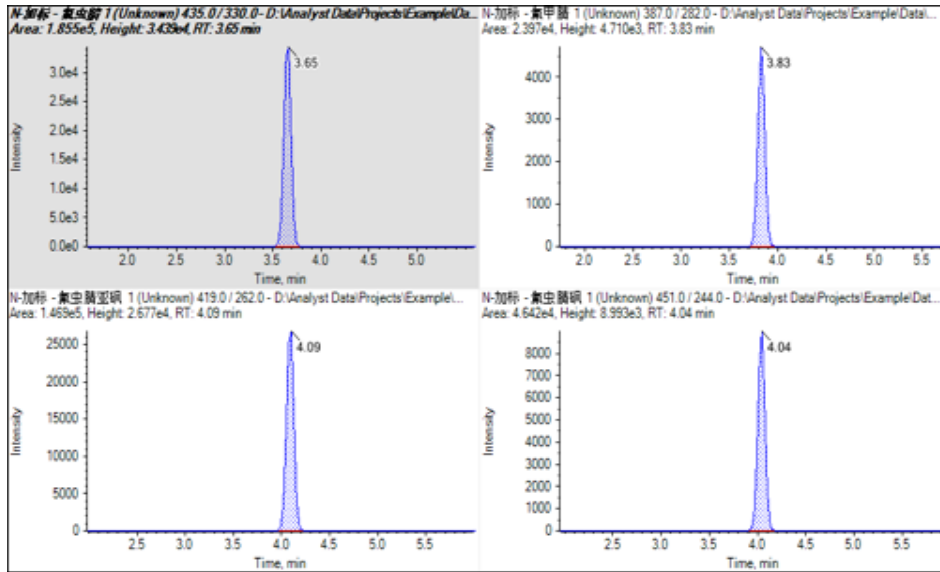 N-加标 - 氟虫腈 1 (Unknown) 435.0 / 330.0 - D:\Analyst Data\Projects\Example\Da...
Area: 1.855e5, Height: 3.439e4, RT: 3.65 min
3.65
3.0e4
2.5e4
2.0e4
1.5e4
1.0e4
5.0e3
0.0e0
Intensity
2.0 2.5 3.0 3.5 4.0 4.5 5.0
Time, min
N-加标 - 氟甲腈 1 (Unknown) 387.0 / 282.0 - D:\Analyst Data\Projects\Example\Data\...
Area: 2.397e4, Height: 4.710e3, RT: 3.83 min
3.83
4000
3000
2000
1000
0
Intensity
2.0 2.5 3.0 3.5 4.0 4.5 5.0 5.5
Time, min
N-加标 - 氟虫腈亚砜 1 (Unknown) 419.0 / 262.0 - D:\Analyst Data\Projects\Example\...
Area: 1.469e5, Height: 2.677e4, RT: 4.09 min
4.09
25000
20000
15000
10000
5000
0
Intensity
2.5 3.0 3.5 4.0 4.5 5.0 5.5
Time, min
N-加标 - 氟虫腈砜 1 (Unknown) 451.0 / 244.0 - D:\Analyst Data\Projects\Example\Dat...
Area: 4.642e4, Height: 8.993e3, RT: 4.04 min
4.04
8000
7000
6000
5000
4000
3000
2000
1000
0
Intensity
2.5 3.0 3.5 4.0 4.5 5.0 5.5
Time, min